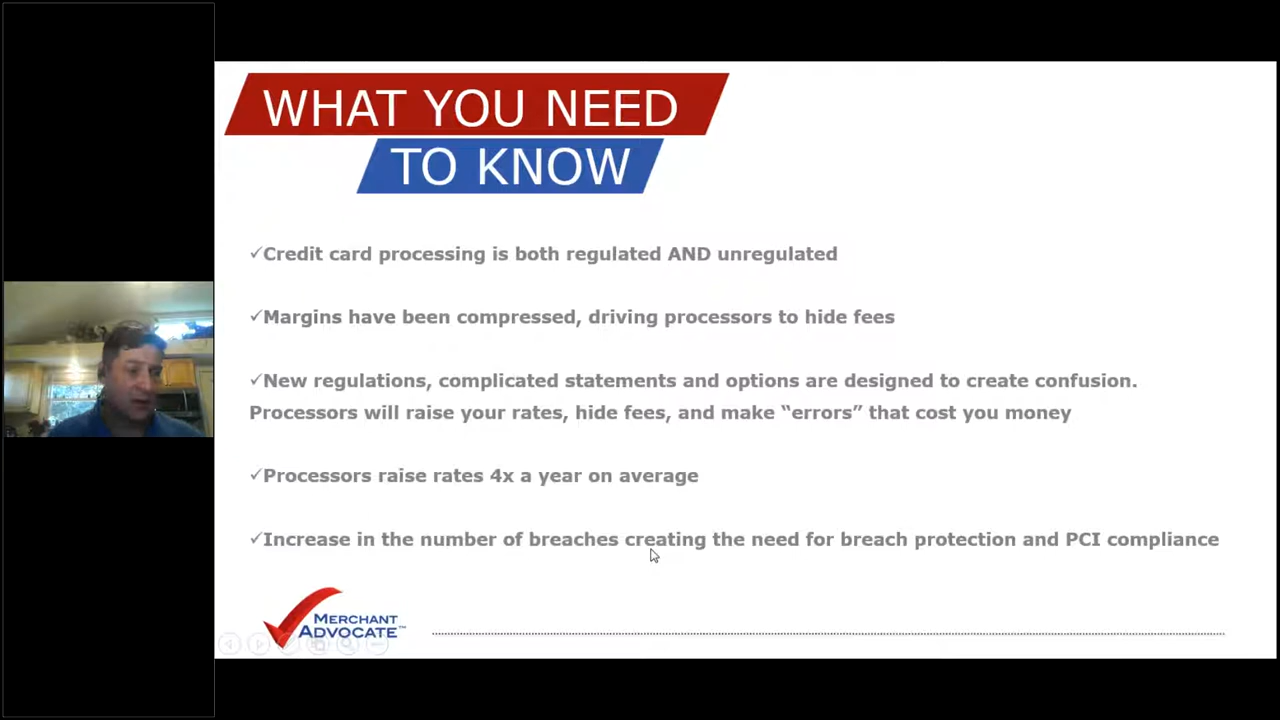 WHAT YOU NEED
TO KNOW
✓Credit card processing is both regulated AND unregulated
✓Margins have been compressed, driving processors to hide fees
✓New regulations, complicated statements and options are designed to create confusion.
Processors will raise your rates, hide fees, and make “errors” that cost you money
✓Processors raise rates 4x a year on average
✓Increase in the number of breaches creating the need for breach protection and PCI compliance
MERCHANT
ADVOCATE™